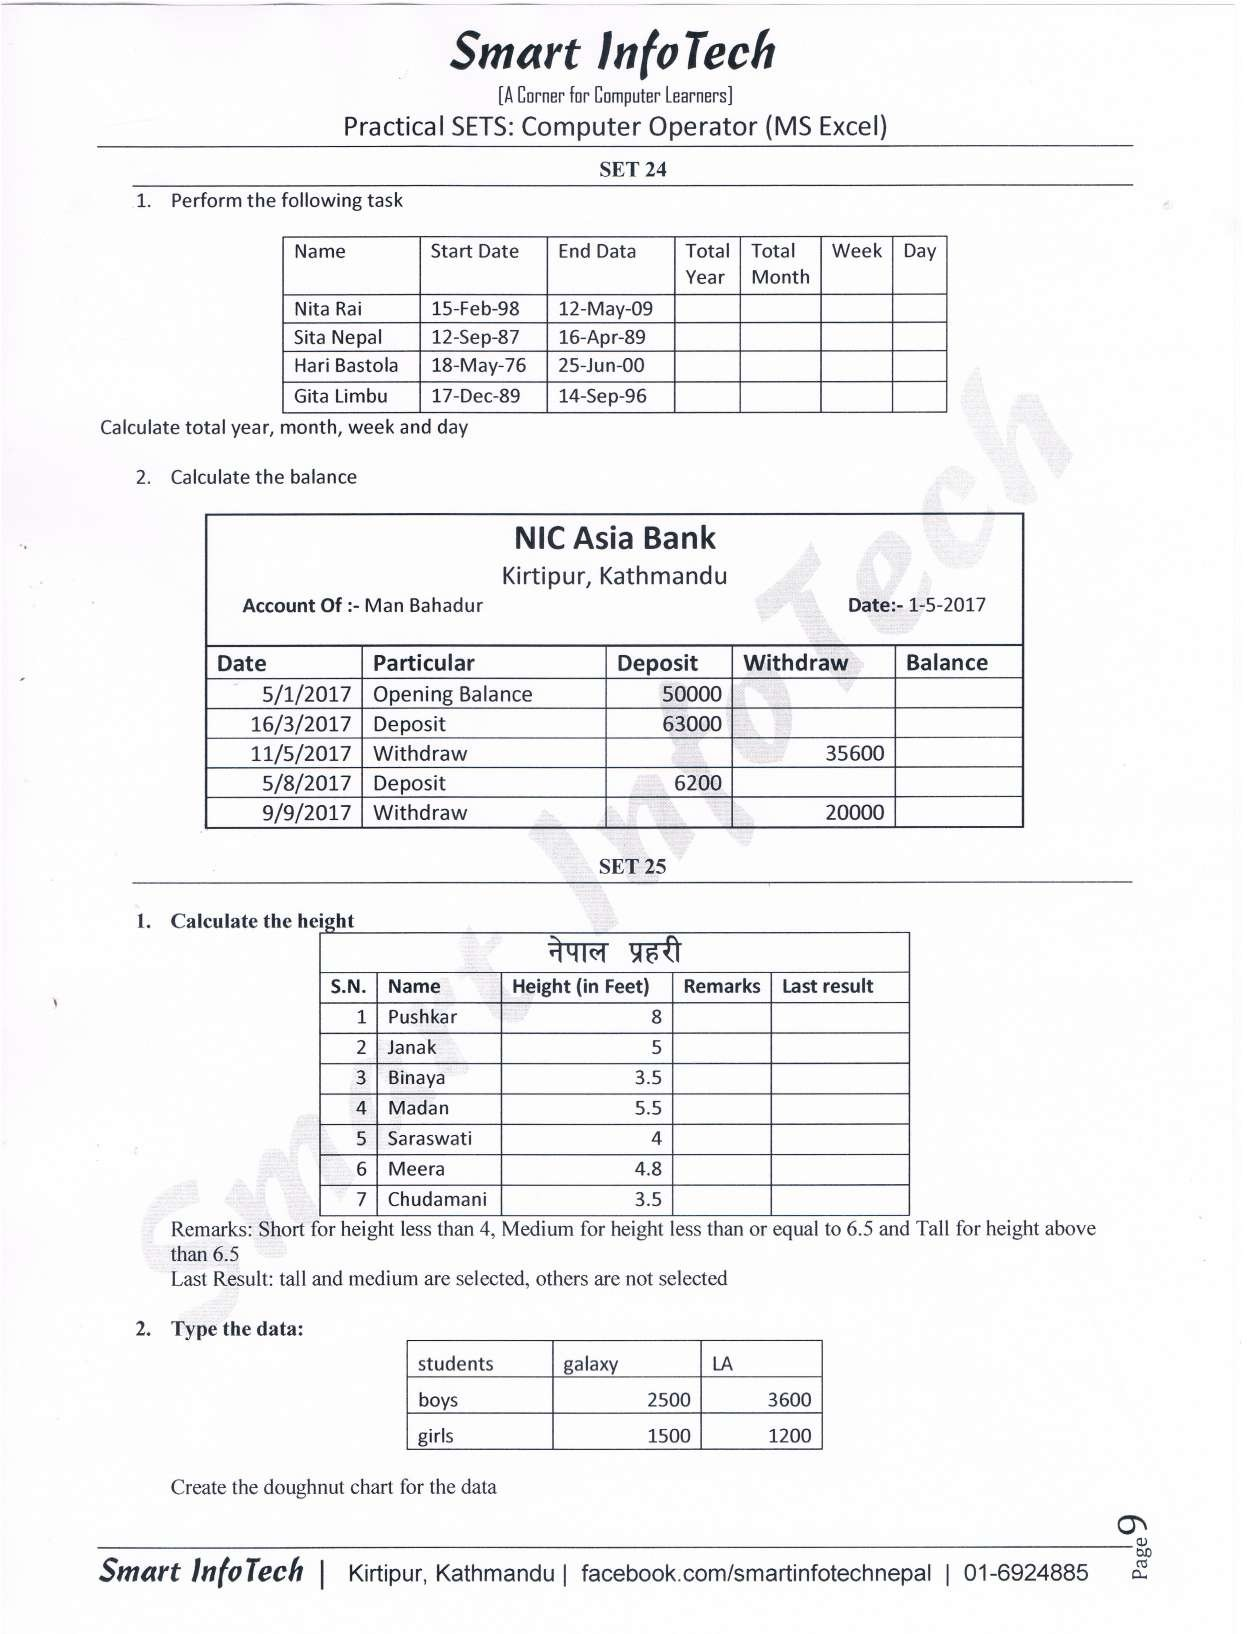 Smart InfoTech
[A Corner for Computer Learners]
Practical SETS: Computer Operator (MS Excel)
SET 24
1. Perform the following task
Name Start Date End Data Total Year Total Month Week Day
Nita Rai 15-Feb-98 12-May-09
Sita Nepal 12-Sep-87 16-Apr-89
Hari Bastola 18-May-76 25-Jun-00
Gita Limbu 17-Dec-89 14-Sep-96
Calculate total year, month, week and day
2. Calculate the balance
NIC Asia Bank
Kirtipur, Kathmandu
Account Of :- Man Bahadur Date:- 1-5-2017
Date Particular Deposit Withdraw Balance
5/1/2017 Opening Balance 50000
16/3/2017 Deposit 63000
11/5/2017 Withdraw 35600
5/8/2017 Deposit 6200
9/9/2017 Withdraw 20000
SET 25
1. Calculate the height
नेपाल प्रहरी
S.N. Name Height (in Feet) Remarks Last result
1 Pushkar 8
2 Janak 5
3 Binaya 3.5
4 Madan 5.5
5 Saraswati 4
6 Meera 4.8
7 Chudamani 3.5
Remarks: Short for height less than 4, Medium for height less than or equal to 6.5 and Tall for height above
than 6.5
Last Result: tall and medium are selected, others are not selected
2. Type the data:
students galaxy LA
boys 2500 3600
girls 1500 1200
Create the doughnut chart for the data
Page 9
Smart InfoTech | Kirtipur, Kathmandu | facebook.com/smartinfotechnepal | 01-6924885
Smart InfoTech